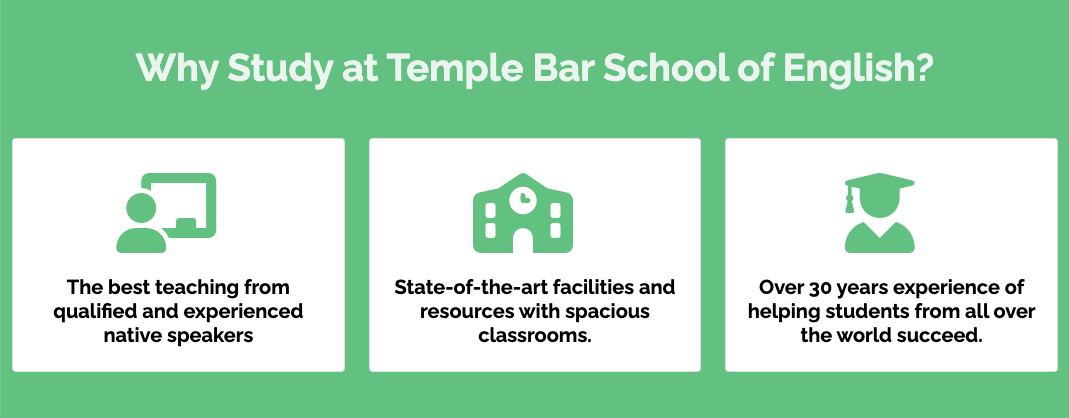 Why Study at Temple Bar School of English?
The best teaching from
qualified and experienced
native speakers
State-of-the-art facilities and
resources with spacious
classrooms.
Over 30 years experience of
helping students from all over
the world succeed.